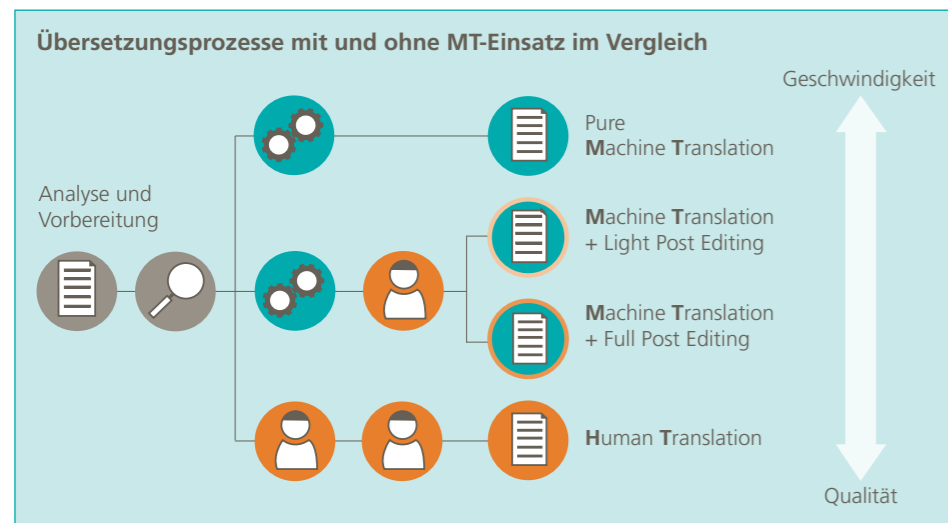 Übersetzungsprozesse mit und ohne MT-Einsatz im Vergleich
Geschwindigkeit
Pure
Machine Translation
Analyse und
Vorbereitung
Machine Translation
+ Light Post Editing
Machine Translation
+ Full Post Editing
Human Translation
Qualität